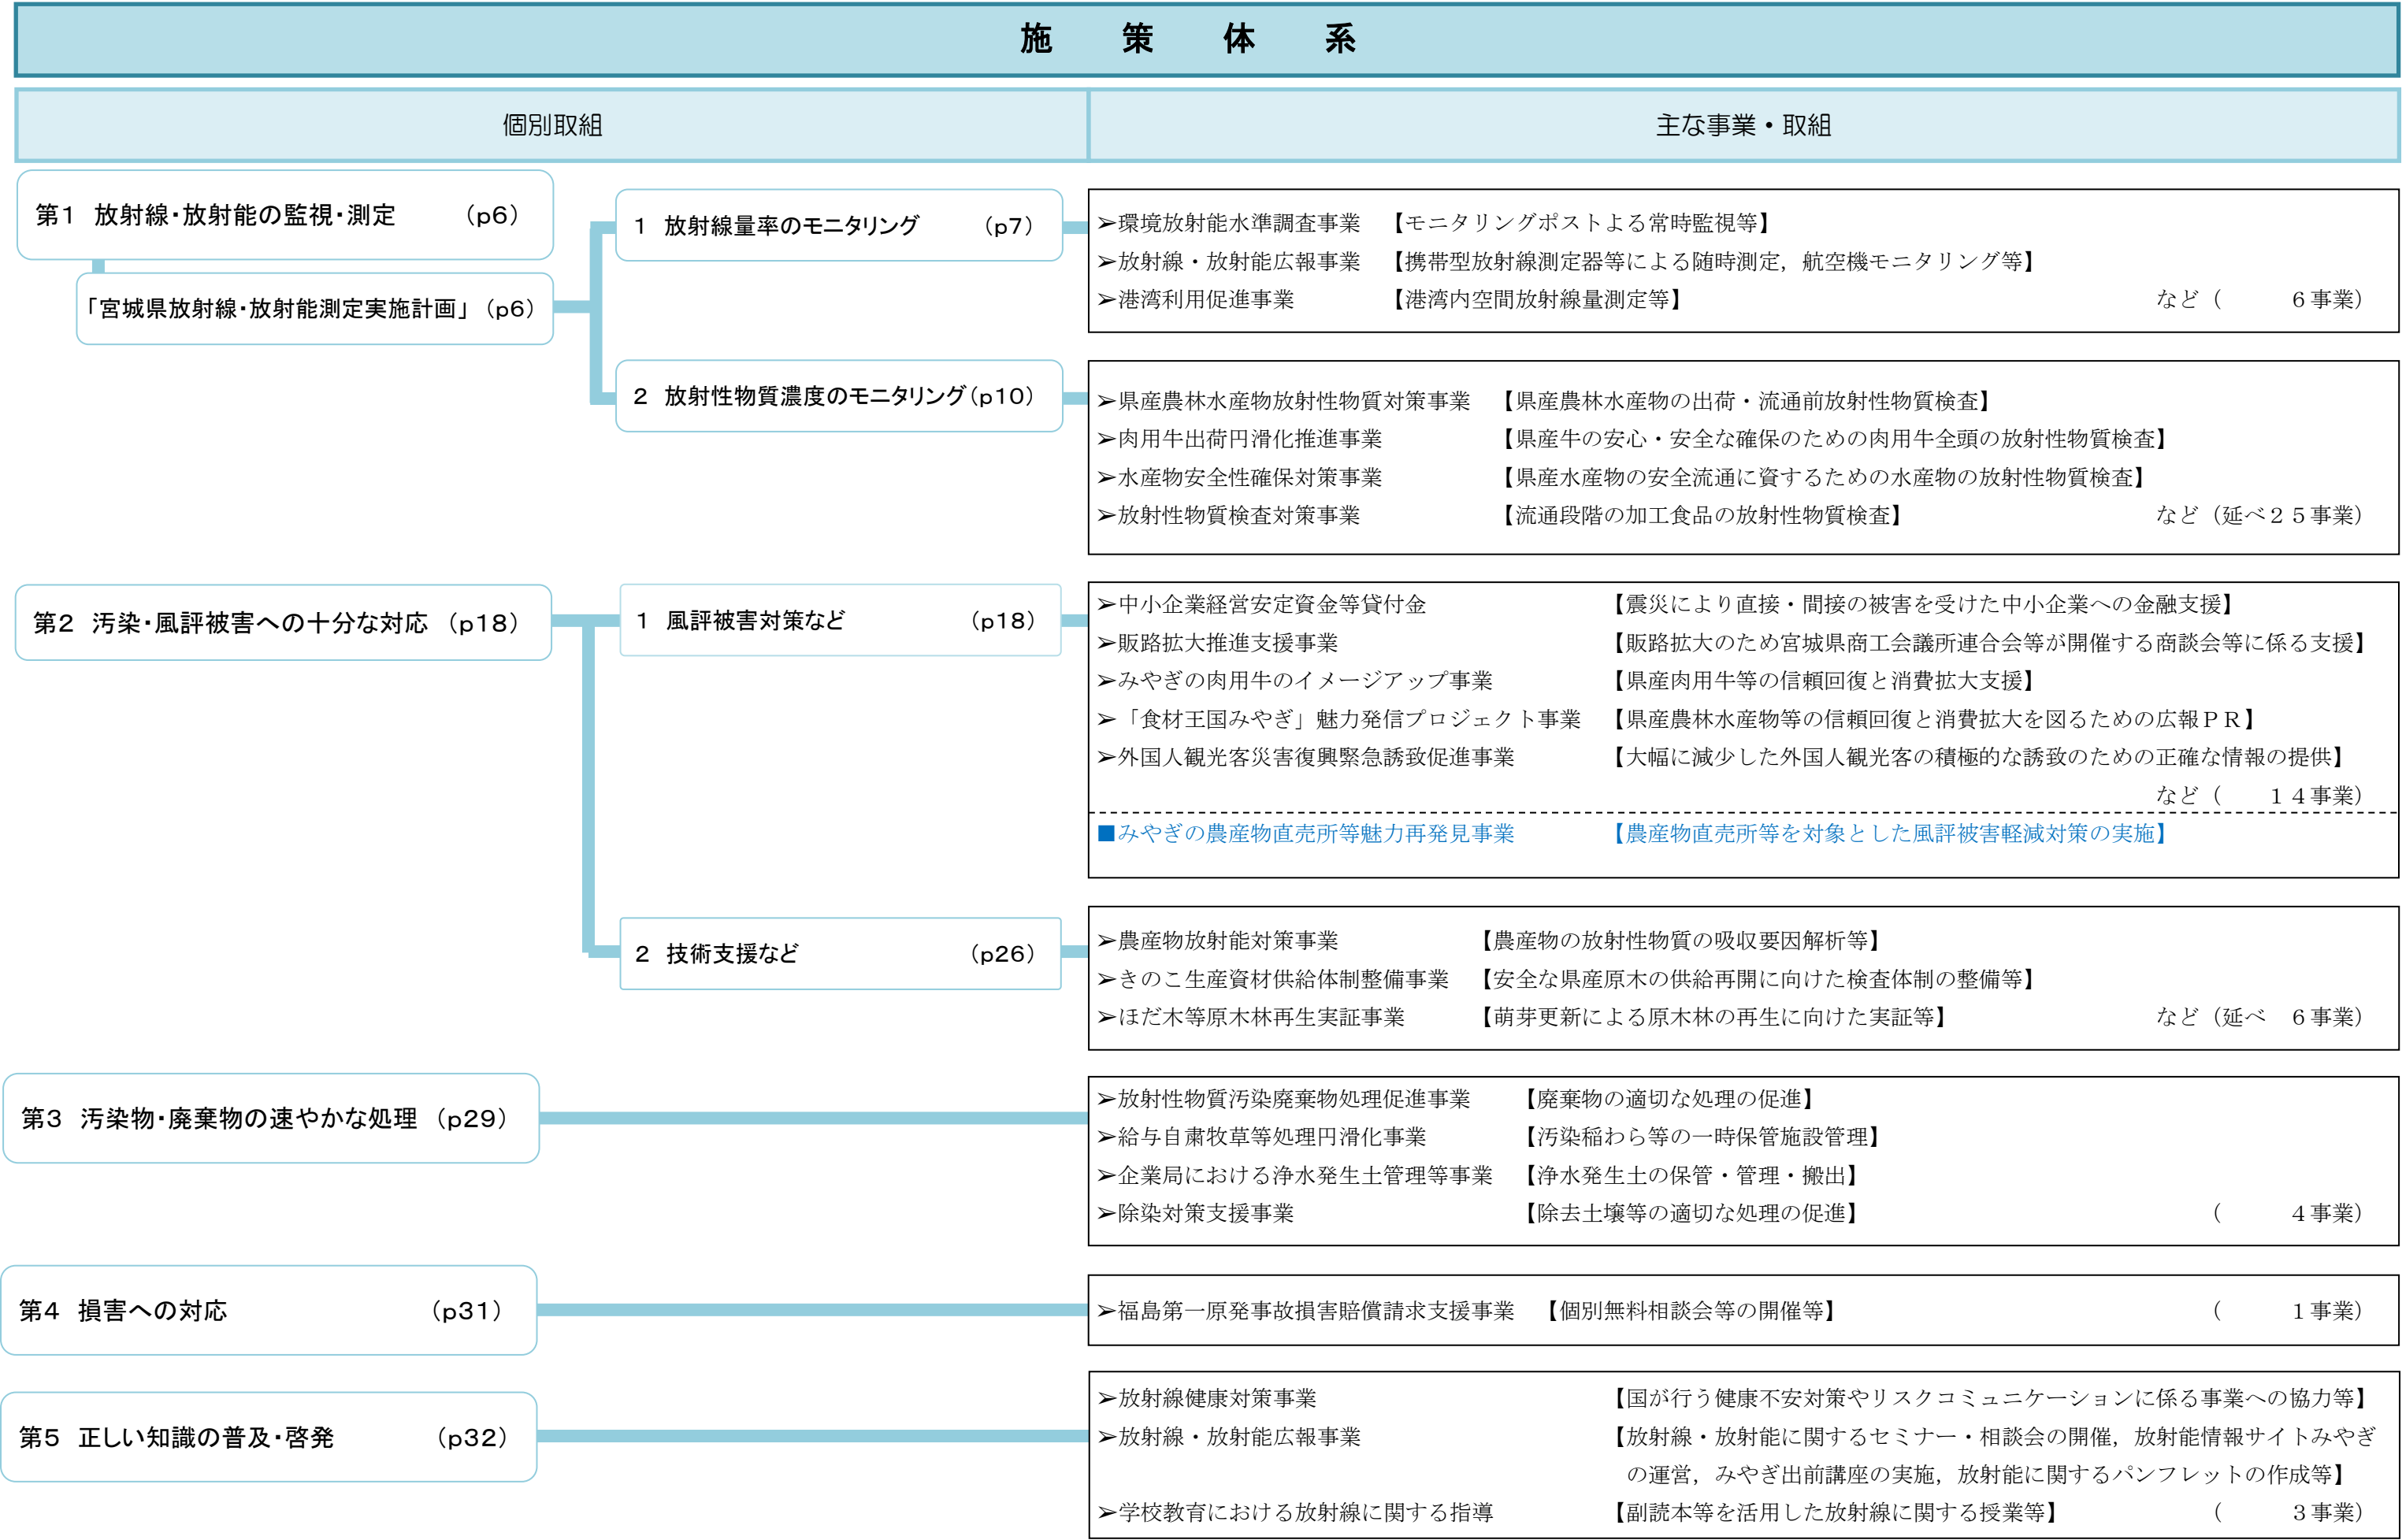 施　策　体　系
個別取組　主な事業・取組
第１　放射線・放射能の監視・測定　（p6）
「宮城県放射線・放射能測定実施計画」（p6）
１　放射線量率のモニタリング　（p7）
➢環境放射能水準調査事業　【モニタリングポストよる常時監視等】
➢放射線・放射能広報事業　【携帯型放射線測定器等による随時測定，航空機モニタリング等】
➢港湾利用促進事業　【港湾内空間放射線量測定等】　など（　６事業）
２　放射性物質濃度のモニタリング（p10）
➢県産農林水産物放射性物質対策事業　【県産農林水産物の出荷・流通前放射性物質検査】
➢肉用牛出荷円滑化推進事業　【県産牛の安心・安全な確保のための肉用牛全頭の放射性物質検査】
➢水産物安全性確保対策事業　【県産水産物の安全流通に資するための水産物の放射性物質検査】
➢放射性物質検査対策事業　【流通段階の加工食品の放射性物質検査】　など（延べ２５事業）
第２　汚染・風評被害への十分な対応　（p18）
１　風評被害対策など　（p18）
➢中小企業経営安定資金等貸付金　【震災により直接・間接の被害を受けた中小企業への金融支援】
➢販路拡大推進支援事業　【販路拡大のため宮城県商工会議所連合会等が開催する商談会等に係る支援】
➢みやぎの肉用牛のイメージアップ事業　【県産肉用牛等の信頼回復と消費拡大支援】
➢「食材王国みやぎ」魅力発信プロジェクト事業　【県産農林水産物等の信頼回復と消費拡大を図るための広報ＰＲ】
➢外国人観光客災害復興緊急誘致促進事業　【大幅に減少した外国人観光客の積極的な誘致のための正確な情報の提供】
など（　１４事業）
■みやぎの農産物直売所等魅力再発見事業　【農産物直売所等を対象とした風評被害軽減対策の実施】
２　技術支援など　（p26）
➢農産物放射能対策事業　【農産物の放射性物質の吸収要因解析等】
➢きのこ生産資材供給体制整備事業　【安全な県産原木の供給再開に向けた検査体制の整備等】
➢ほだ木等原木林再生実証事業　【萌芽更新による原木林の再生に向けた実証等】　など（延べ　６事業）
第３　汚染物・廃棄物の速やかな処理　（p29）
➢放射性物質汚染廃棄物処理促進事業　【廃棄物の適切な処理の促進】
➢給与自粛牧草等処理円滑化事業　【汚染稲わら等の一時保管施設管理】
➢企業局における浄水発生土管理等事業　【浄水発生土の保管・管理・搬出】
➢除染対策支援事業　【除去土壌等の適切な処理の促進】　（　４事業）
第４　損害への対応　（p31）
➢福島第一原発事故損害賠償請求支援事業　【個別無料相談会等の開催等】　（　１事業）
第５　正しい知識の普及・啓発　（p32）
➢放射線健康対策事業　【国が行う健康不安対策やリスクコミュニケーションに係る事業への協力等】
➢放射線・放射能広報事業　【放射線・放射能に関するセミナー・相談会の開催，放射能情報サイトみやぎ
の運営，みやぎ出前講座の実施，放射能に関するパンフレットの作成等】
➢学校教育における放射線に関する指導　【副読本等を活用した放射線に関する授業等】　（　３事業）